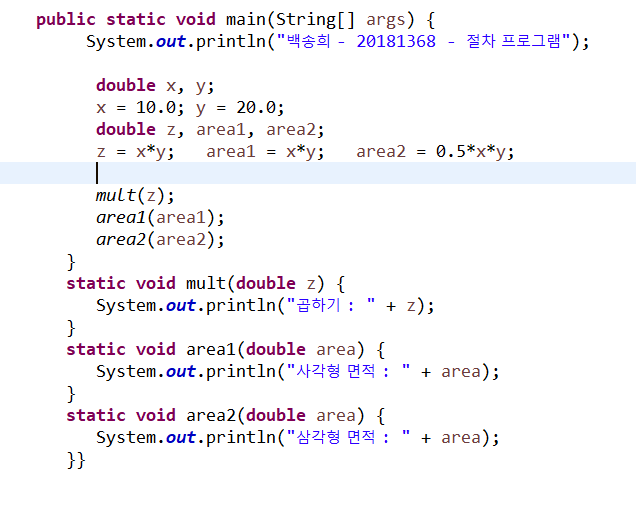 public static void main(String[] args) {
System.out.println("백송희 - 20181368 - 절차 프로그램");
double x, y;
x = 10.0; y = 20.0;
double z, area1, area2;
z = x*y; area1 = x*y; area2 = 0.5*x*y;
mult(z);
area1(area1);
area2(area2);
}
static void mult(double z) {
System.out.println("곱하기 : " + z);
}
static void area1(double area) {
System.out.println("사각형 면적 : " + area);
}
static void area2(double area) {
System.out.println("삼각형 면적 : " + area);
}}